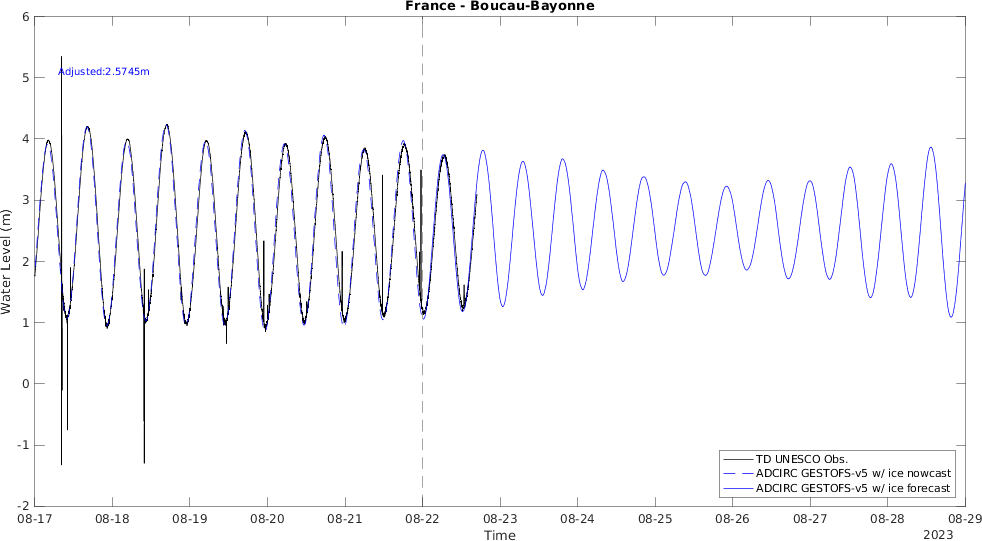 France - Boucau-Bayonne
6
5
4
3
2
1
0
-1
-2
Water Level (m)
Adjusted:2.5745m
TD UNESCO Obs.
ADCIRC GESTOFS-v5 w/ ice nowcast
ADCIRC GESTOFS-v5 w/ ice forecast
08-17 08-18 08-19 08-20 08-21 08-22 08-23 08-24 08-25 08-26 08-27 08-28 08-29
Time
2023